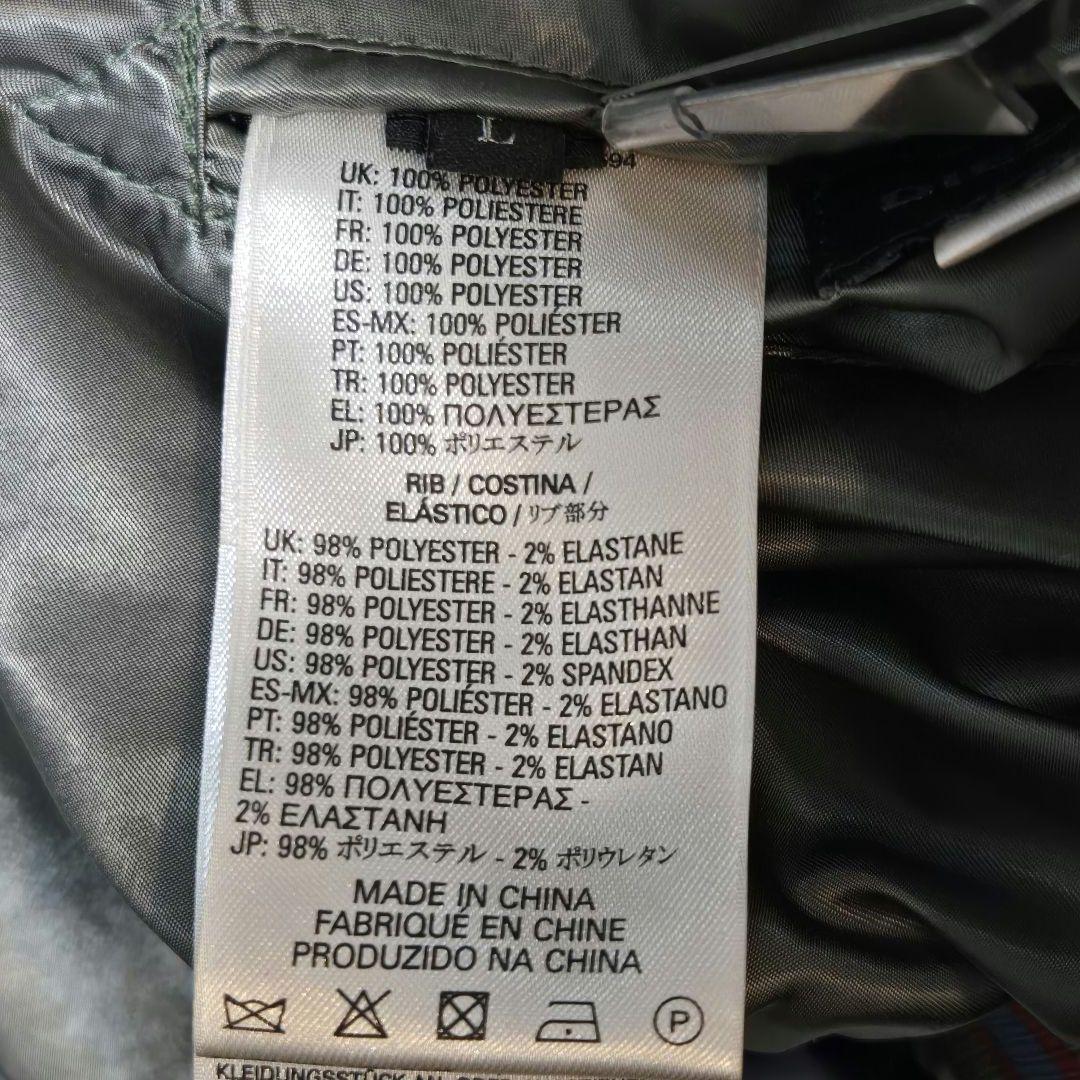 L
694
UK: 100% POLYESTER
IT: 100% POLIESTERE
FR: 100% POLYESTER
DE: 100% POLYESTER
US: 100% POLYESTER
ES-MX: 100% POLIÉSTER
PT: 100% POLIÉSTER
TR: 100% POLYESTER
EL: 100% ΠΟΛΥΕΣΤΕΡΑΣ
JP: 100% ポリエステル
RIB / COSTINA /
ELÁSTICO / リブ部分
UK: 98% POLYESTER - 2% ELASTANE
IT: 98% POLIESTERE - 2% ELASTAN
FR: 98% POLYESTER - 2% ELASTHANNE
DE: 98% POLYESTER - 2% ELASTHAN
US: 98% POLYESTER - 2% SPANDEX
ES-MX: 98% POLIÉSTER - 2% ELASTANO
PT: 98% POLIÉSTER - 2% ELASTANO
TR: 98% POLYESTER - 2% ELASTAN
EL: 98% ΠΟΛΥΕΣΤΕΡΑΣ -
2% ΕΛΑΣΤΑΝΗ
JP: 98% ポリエステル - 2% ポリウレタン
MADE IN CHINA
FABRIQUÉ EN CHINE
PRODUZIDO NA CHINA
P
KLEIDUNGSSTÜCK